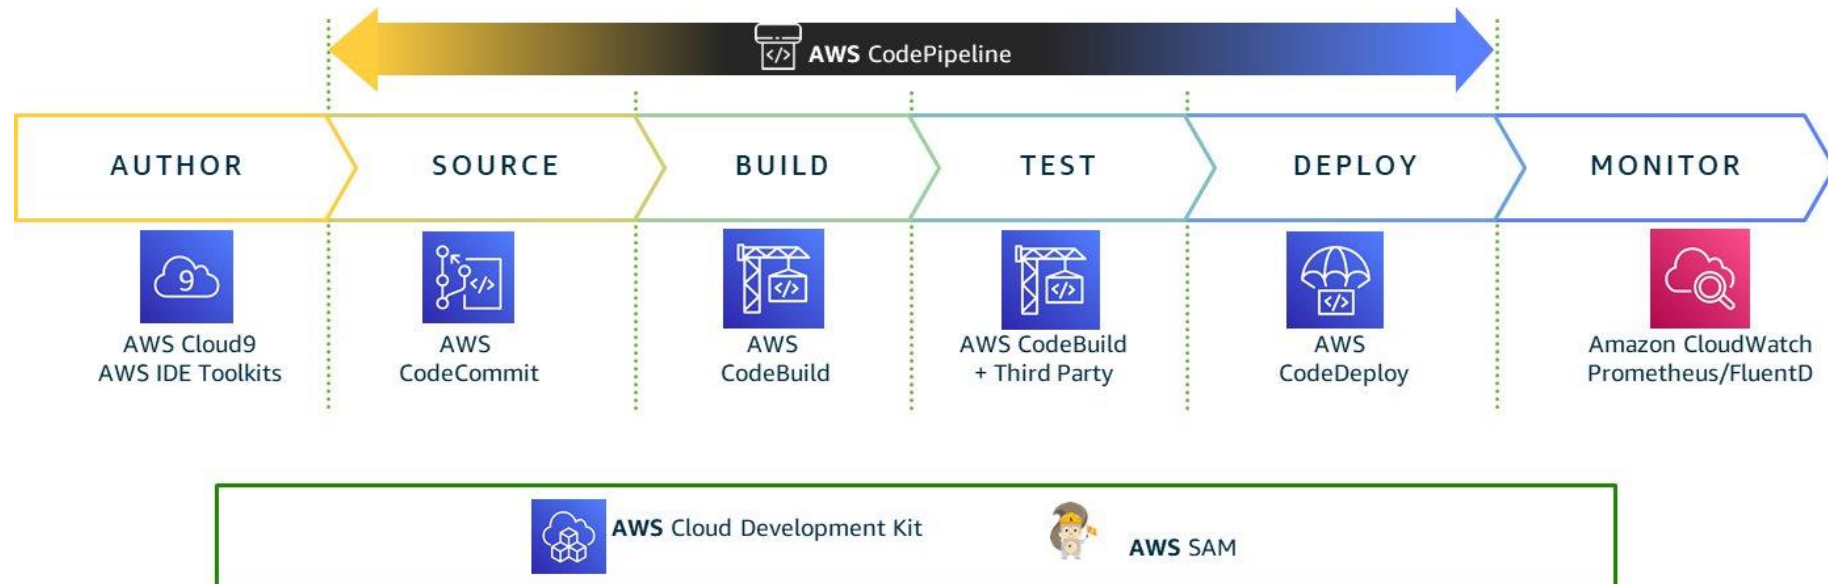 </> AWS CodePipeline
AUTHOR
SOURCE
BUILD
TEST
DEPLOY
MONITOR
9
</>
</>
</>
</>
AWS Cloud9
AWS IDE Toolkits
AWS
CodeCommit
AWS
CodeBuild
AWS CodeBuild
+ Third Party
AWS
CodeDeploy
Amazon CloudWatch
Prometheus/FluentD
AWS Cloud Development Kit
AWS SAM